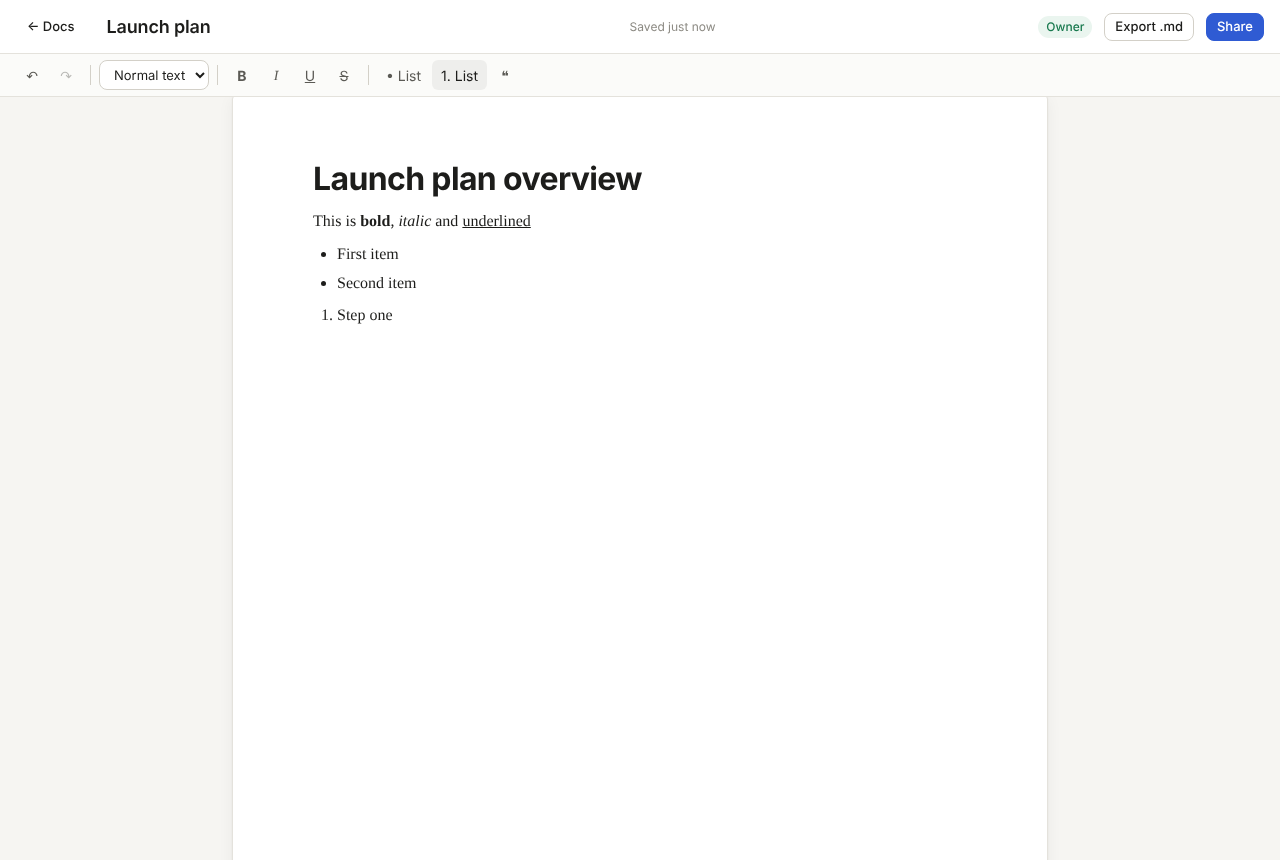 ← Docs Launch plan Saved just now Owner Export .md Share
↶ ↷ Normal text B I U S • List 1. List ❝
Launch plan overview
This is bold, italic and underlined
• First item
• Second item
1. Step one